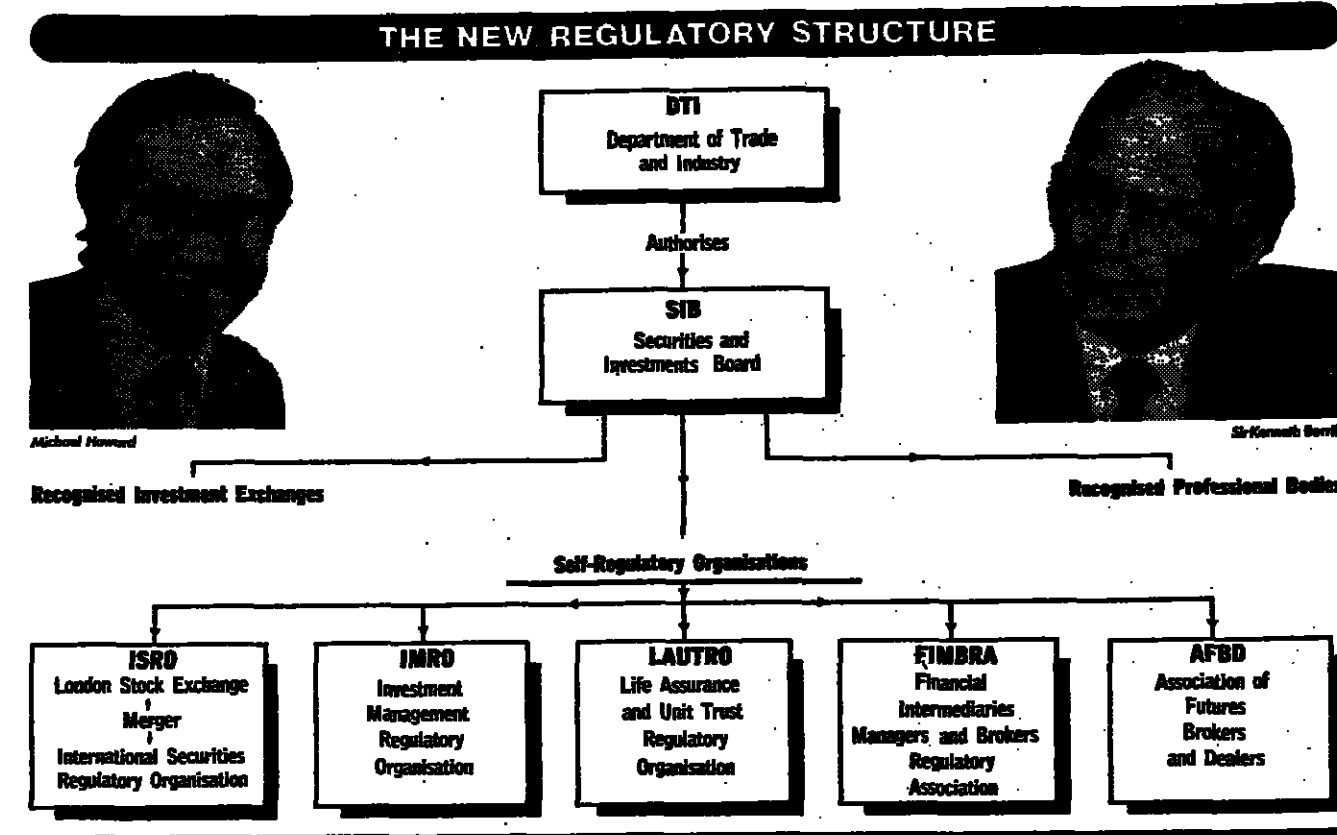 THE NEW REGULATORY STRUCTURE
DTI
Department of Trade
and Industry
Authorises
SIB
Securities and
Investments Board
Michael Howard
Sir Kenneth
Recognised Investment Exchanges
Recognised Professional Bodies
Self-Regulatory Organisations
ISRO
London Stock Exchange
Merger
International Securities
Regulatory Organisation
IMRO
Investment
Management
Regulatory
Organisation
LAUTRO
Life Assurance
and Unit Trust
Regulatory
Organisation
FIMBRA
Financial
Intermediaries
Managers and Brokers
Regulatory
Association
AFBD
Association of
Futures
Brokers
and Dealers